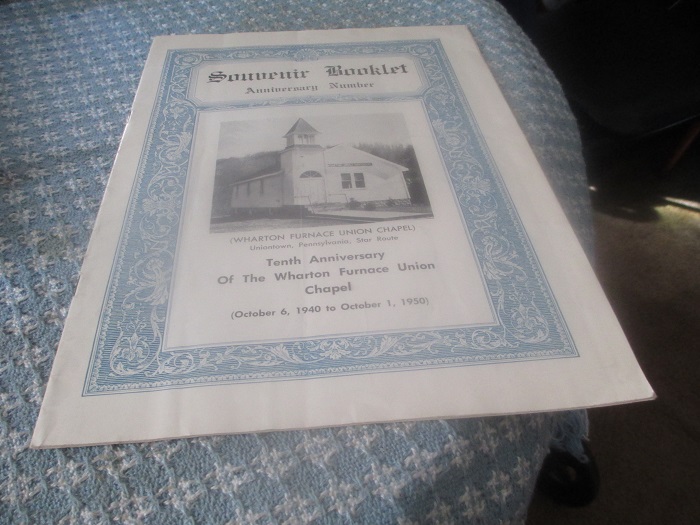 Souvenir Booklet
Anniversary Number
(WHARTON FURNACE UNION CHAPEL)
Uniontown, Pennsylvania, Star Route
Tenth Anniversary
Of The Wharton Furnace Union
Chapel
(October 6, 1940 to October 1, 1950)